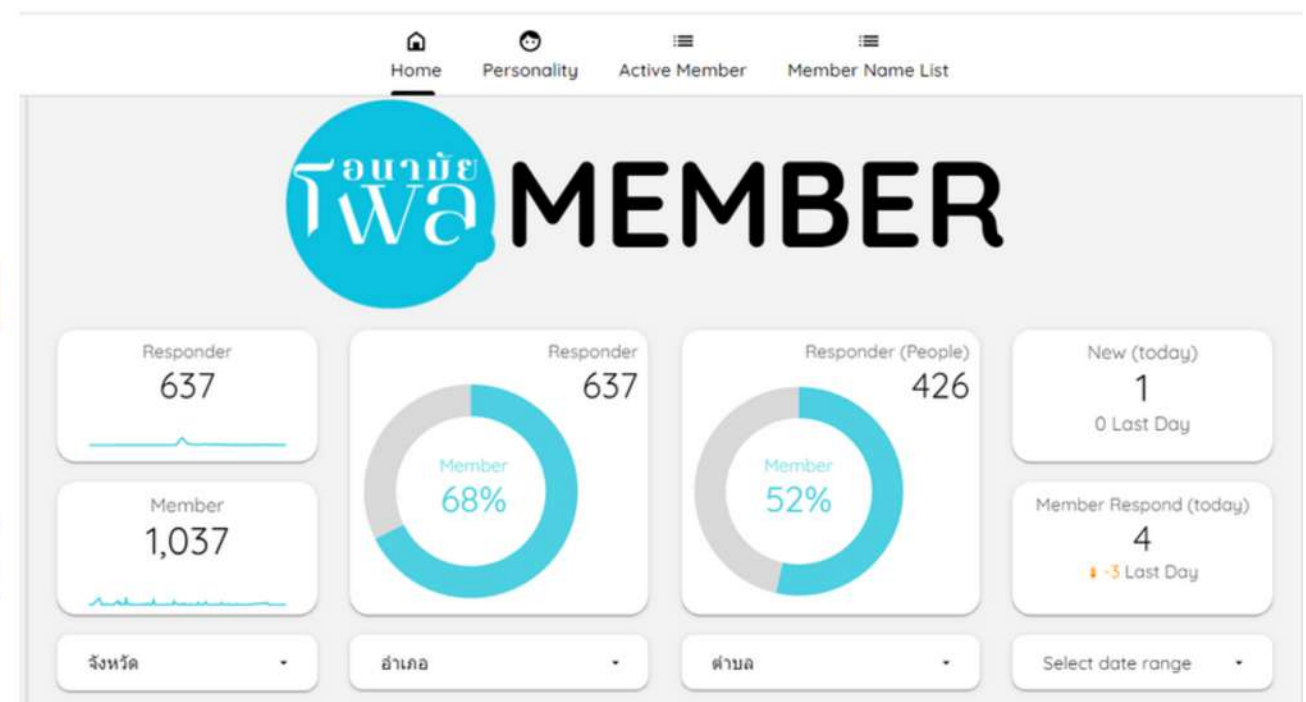 Home Personality Active Member Member Name List
อนามัย
โพล
MEMBER
Responder
637
Member
1,037
Responder
637
Member
68%
Responder (People)
426
Member
52%
New (today)
1
0 Last Day
Member Respond (today)
4
-3 Last Day
จังหวัด
อำเภอ
ตำบล
Select date range